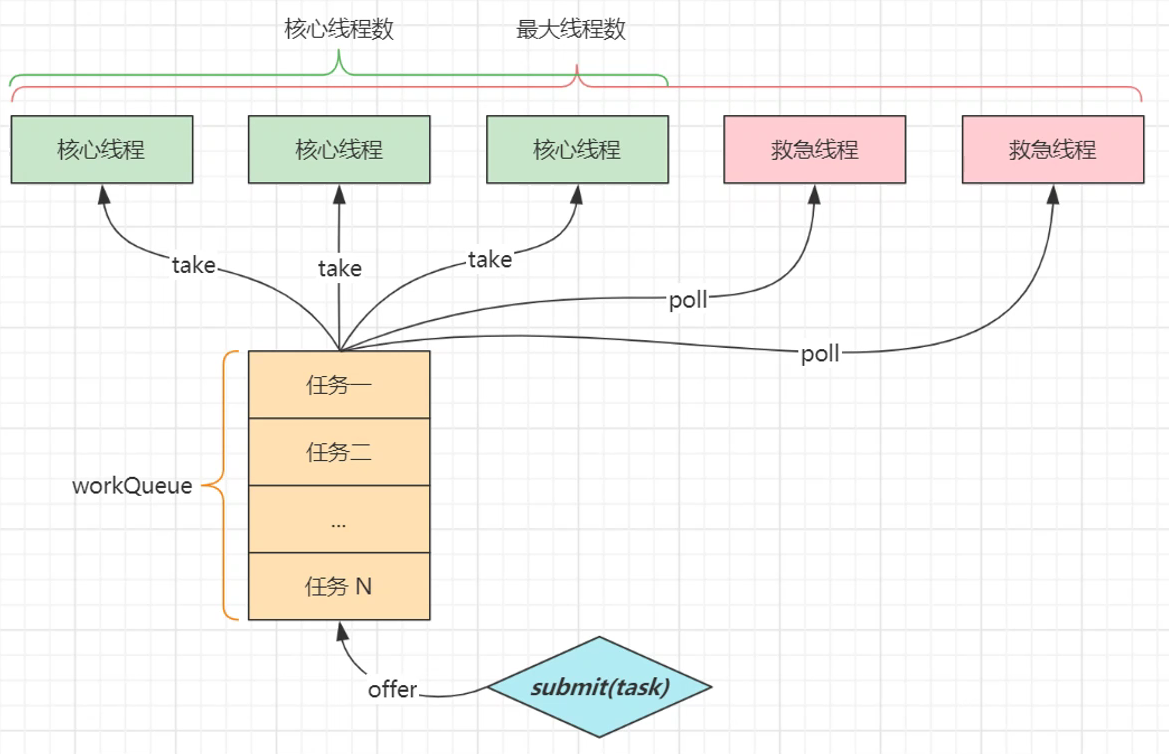 核心线程数
最大线程数
核心线程
核心线程
核心线程
救急线程
救急线程
take
take
take
poll
poll
任务一
任务二
workQueue
...
任务 N
offer
submit(task)